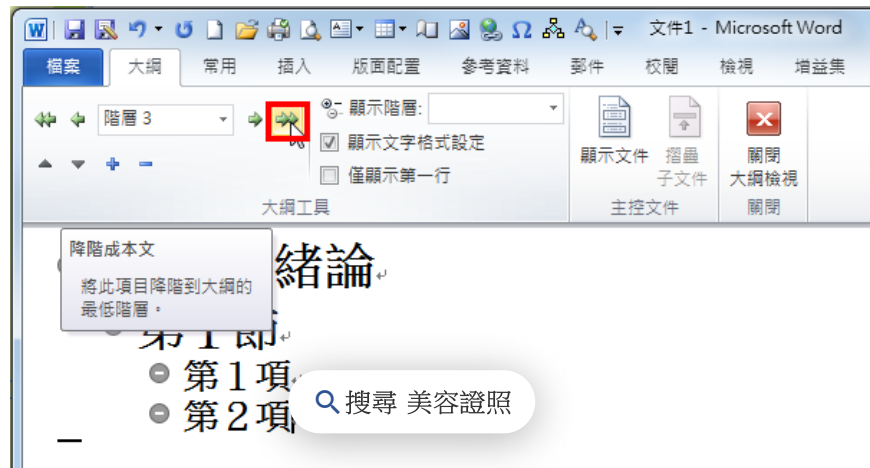 文件1 - Microsoft Word
檔案 大綱 常用 插入 版面配置 參考資料 郵件 校閱 檢視 增益集
階層 3
顯示階層:
顯示文字格式設定
僅顯示第一行
大綱工具
顯示文件
摺疊
子文件
主控文件
關閉
大綱檢視
關閉
降階成本文
將此項目降階到大綱的
最低階層。
緒論
第1節
第1項
第2項
搜尋 美容證照